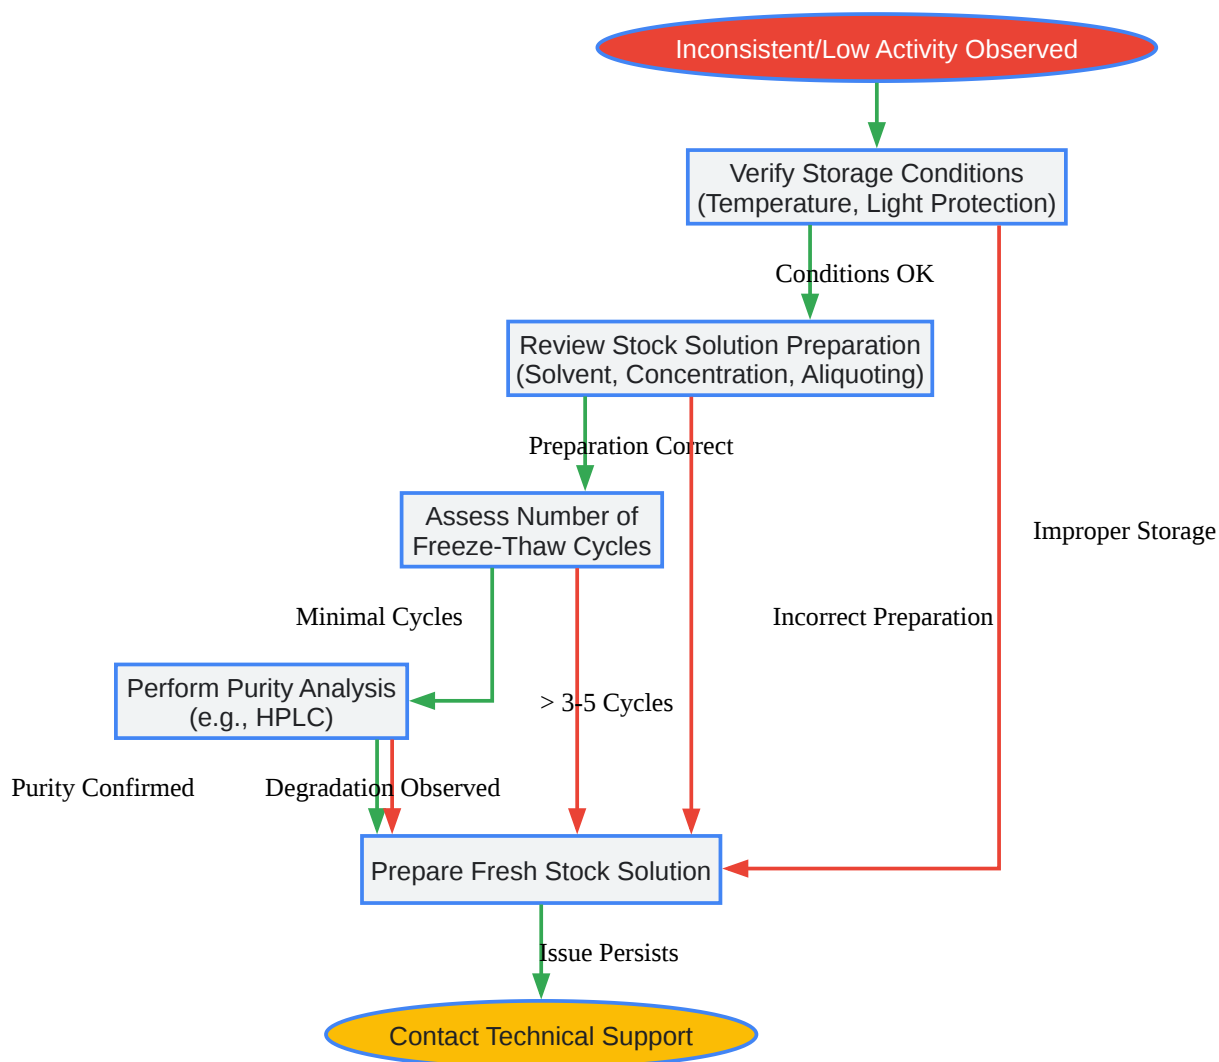 Inconsistent/Low Activity Observed
Verify Storage Conditions
(Temperature, Light Protection)
Conditions OK
Review Stock Solution Preparation
(Solvent, Concentration, Aliquoting)
Preparation Correct
Assess Number of
Freeze-Thaw Cycles
Improper Storage
Minimal Cycles
Incorrect Preparation
Perform Purity Analysis
(e.g., HPLC)
> 3-5 Cycles
Purity Confirmed
Degradation Observed
Prepare Fresh Stock Solution
Issue Persists
Contact Technical Support